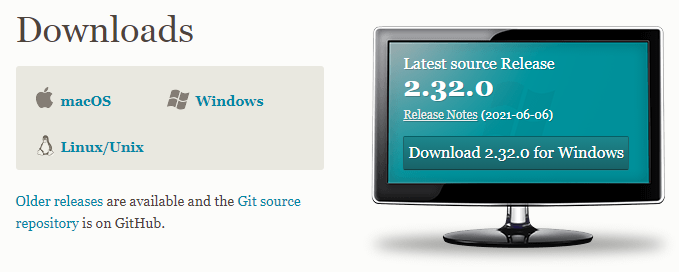 Downloads
macOS
Windows
Linux/Unix
Older releases are available and the Git source
repository is on GitHub.
Latest source Release
2.32.0
Release Notes (2021-06-06)
Download 2.32.0 for Windows